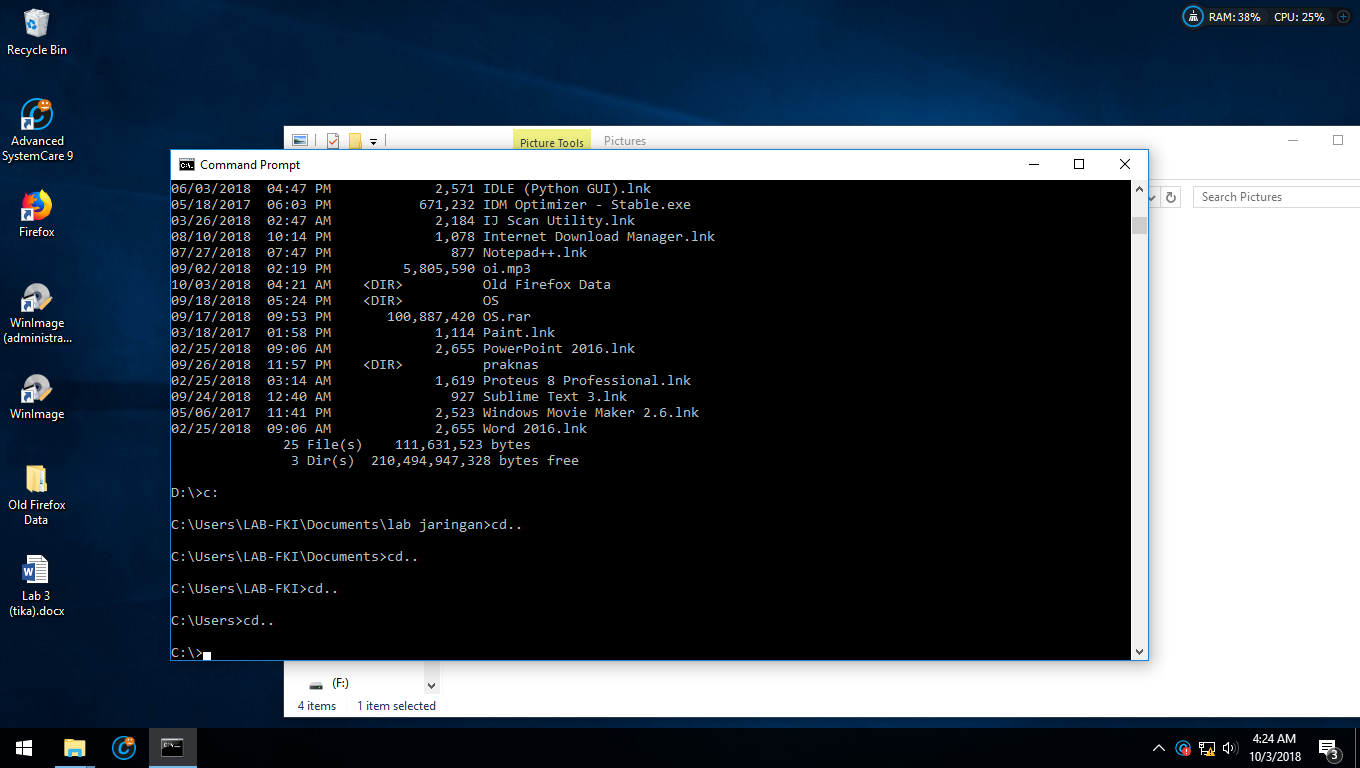 Recycle Bin
Advanced
SystemCare 9
Firefox
WinImage
(administra...
WinImage
Old Firefox
Data
Lab 3
(tika).docx
RAM: 38% CPU: 25%
Picture Tools Pictures
Search Pictures
Command Prompt
06/03/2018  04:47 PM             2,571 IDLE (Python GUI).lnk
05/18/2017  06:03 PM           671,232 IDM Optimizer - Stable.exe
03/26/2018  02:47 AM             2,184 IJ Scan Utility.lnk
08/10/2018  10:14 PM             1,078 Internet Download Manager.lnk
07/27/2018  07:47 PM               877 Notepad++.lnk
09/02/2018  02:19 PM         5,805,590 oi.mp3
10/03/2018  04:21 AM    <DIR>          Old Firefox Data
09/18/2018  05:24 PM    <DIR>          OS
09/17/2018  09:53 PM       100,887,420 OS.rar
03/18/2017  01:58 PM             1,114 Paint.lnk
02/25/2018  09:06 AM             2,655 PowerPoint 2016.lnk
09/26/2018  11:57 PM    <DIR>          praknas
02/25/2018  03:14 AM             1,619 Proteus 8 Professional.lnk
09/24/2018  12:40 AM               927 Sublime Text 3.lnk
05/06/2017  11:41 PM             2,523 Windows Movie Maker 2.6.lnk
02/25/2018  09:06 AM             2,655 Word 2016.lnk
25 File(s)    111,631,523 bytes
3 Dir(s)  210,494,947,328 bytes free
D:\>c:
C:\Users\LAB-FKI\Documents\lab jaringan>cd..
C:\Users\LAB-FKI\Documents>cd..
C:\Users\LAB-FKI>cd..
C:\Users>cd..
C:\>
(F:)
4 items 1 item selected
4:24 AM
10/3/2018
3